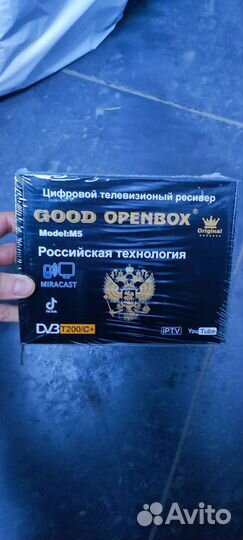 Цифровой телевизионный ресивер
GOOD OPENBOX®
Original
Model:M5
Российская технология
MIRACAST
TikTok
DVB T200/C+
IPTV
YouTube
Avito